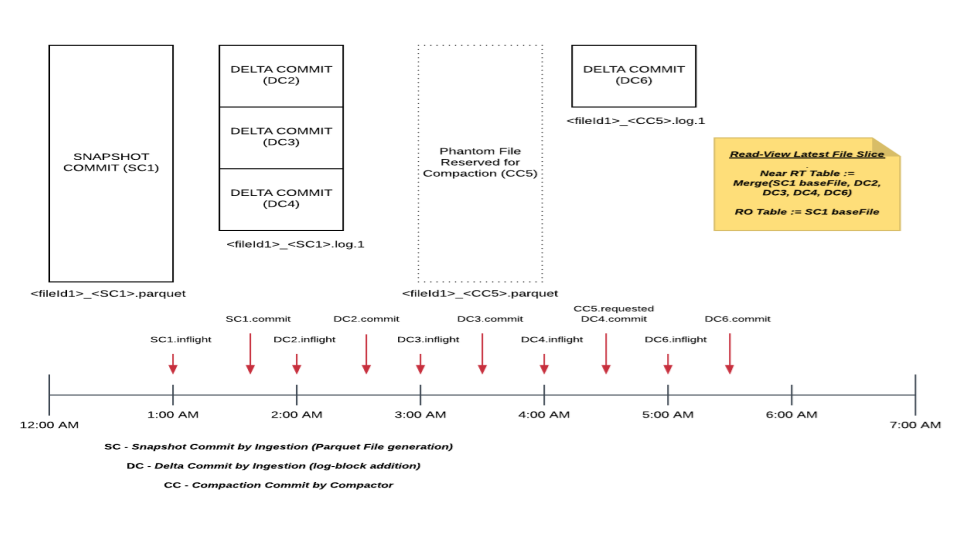 SNAPSHOT
COMMIT (SC1)
<fileId1>_<SC1>.parquet
DELTA COMMIT
(DC2)
DELTA COMMIT
(DC3)
DELTA COMMIT
(DC4)
<fileId1>_<SC1>.log.1
Phantom File
Reserved for
Compaction (CC5)
<fileId1>_<CC5>.parquet
DELTA COMMIT
(DC6)
<fileId1>_<CC5>.log.1
Read-View Latest File Slice
Near RT Table :=
Merge(SC1 baseFile, DC2,
DC3, DC4, DC6)
RO Table := SC1 baseFile
SC1.inflight
SC1.commit
DC2.inflight
DC2.commit
DC3.inflight
DC3.commit
DC4.inflight
CC5.requested
DC4.commit
DC6.inflight
DC6.commit
12:00 AM
1:00 AM
2:00 AM
3:00 AM
4:00 AM
5:00 AM
6:00 AM
7:00 AM
SC - Snapshot Commit by Ingestion (Parquet File generation)
DC - Delta Commit by Ingestion (log-block addition)
CC - Compaction Commit by Compactor